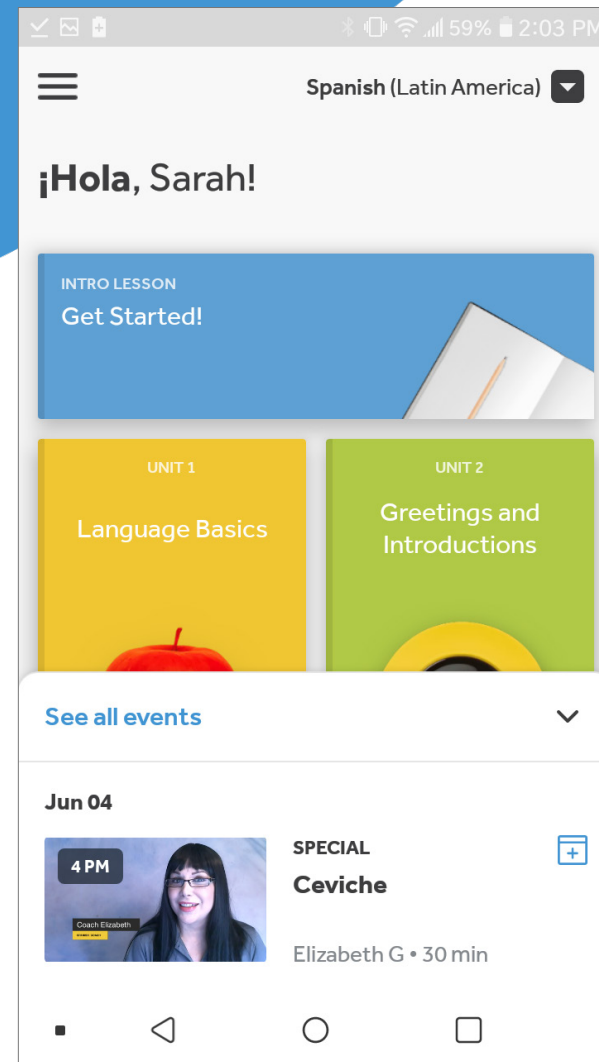 59% 2:03 PM
Spanish (Latin America)
¡Hola, Sarah!
INTRO LESSON
Get Started!
UNIT 1
Language Basics
UNIT 2
Greetings and
Introductions
See all events
Jun 04
4 PM
Coach Elizabeth
SPECIAL
Ceviche
Elizabeth G • 30 min